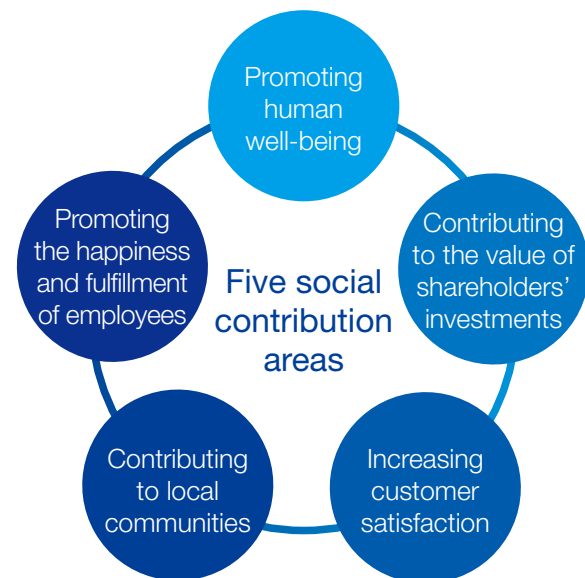 Promoting
human
well-being
Contributing
to the value of
shareholders’
investments
Increasing
customer
satisfaction
Contributing
to local
communities
Promoting
the happiness
and fulfillment
of employees
Five social
contribution
areas